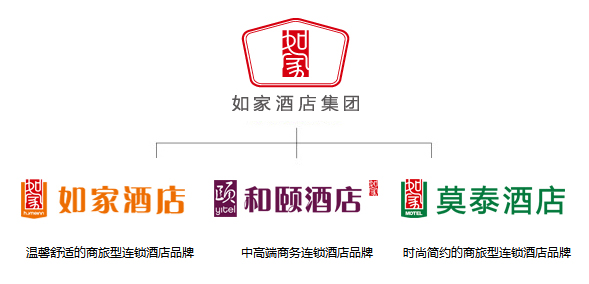 如家
如家酒店集团
如家
homeinn
如家酒店
颐
yitel
和颐酒店
如家
如家
MOTEL
莫泰酒店
温馨舒适的商旅型连锁酒店品牌
中高端商务连锁酒店品牌
时尚简约的商旅型连锁酒店品牌